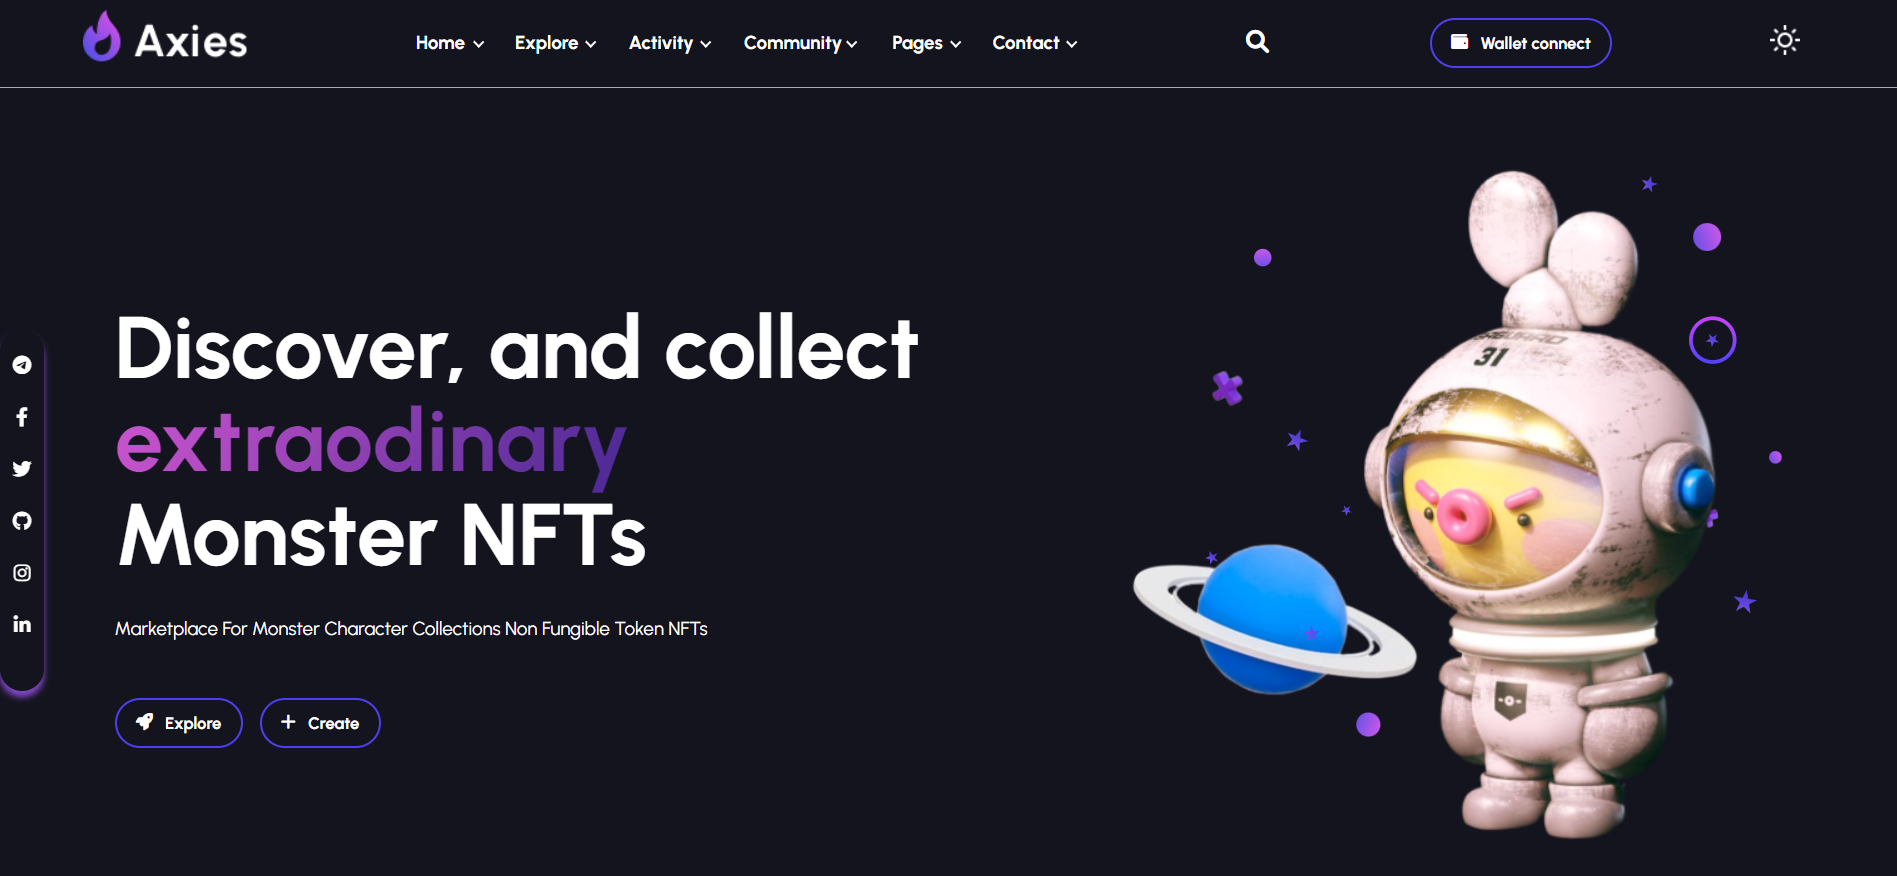 Axies
Home
Explore
Activity
Community
Pages
Contact
Wallet connect
Discover, and collect
extraodinary
Monster NFTs
Marketplace For Monster Character Collections Non Fungible Token NFTs
Explore
Create
31